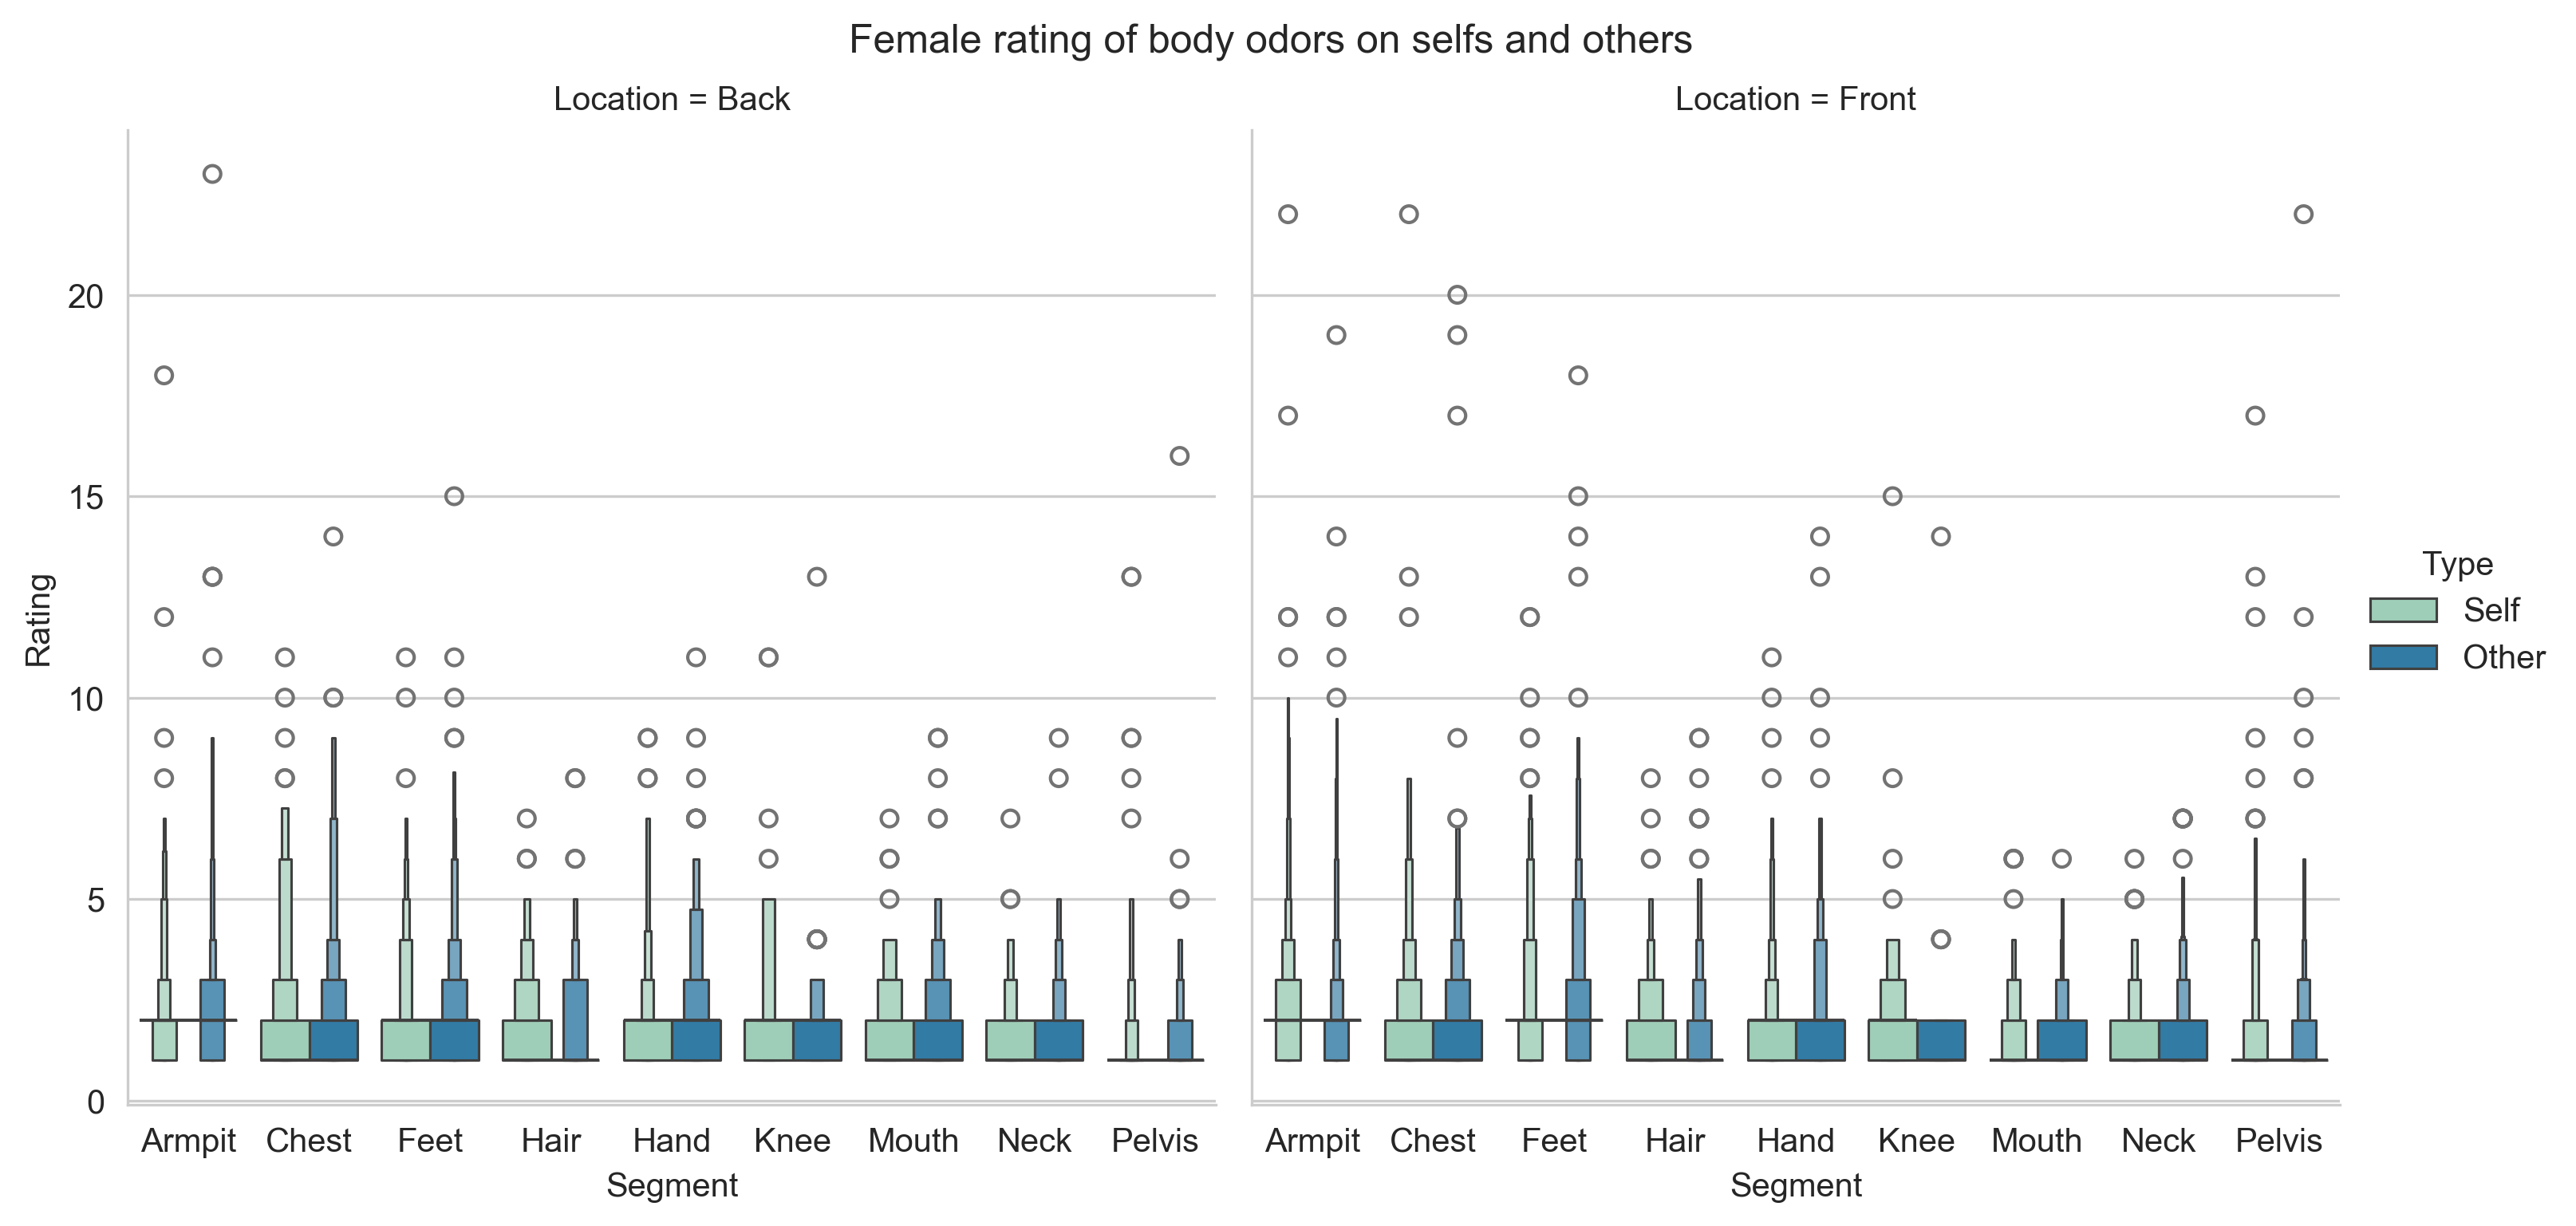 Female rating of body odors on selfs and others
Location = Back
Location = Front
Rating
20
15
10
5
0
Armpit Chest Feet Hair Hand Knee Mouth Neck Pelvis
Segment
Armpit Chest Feet Hair Hand Knee Mouth Neck Pelvis
Segment
Type
Self
Other